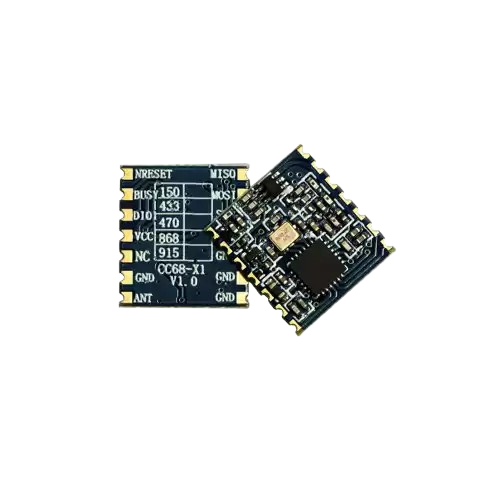 NRESET MISO
BUSY 150 MOSI
DIO 433
470
VCC 868
NC 915
GND CC68-X1 GND
V1.0
ANT GND